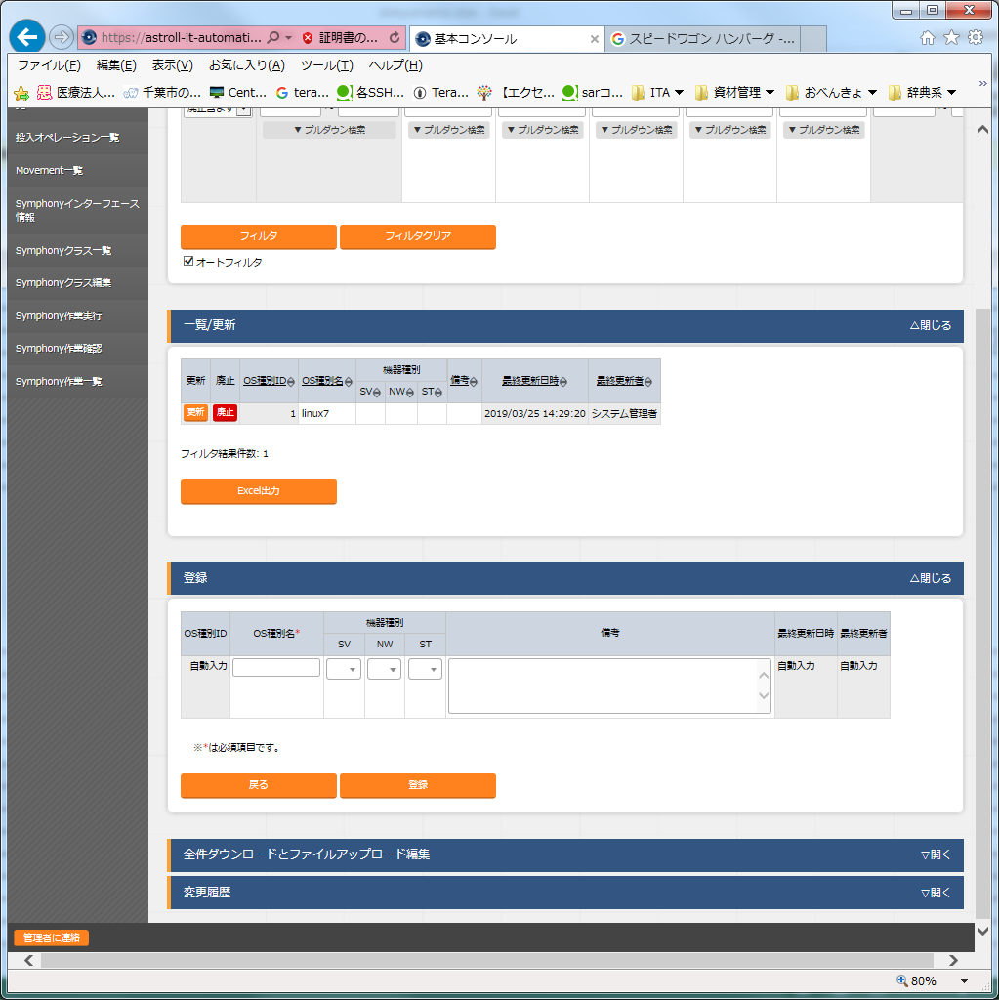 https://astroll-it-automati...
証明書の...
基本コンソール
スピードワゴン ハンバーグ -...
ファイル(F) 編集(E) 表示(V) お気に入り(A) ツール(T) ヘルプ(H)
医療法人... 千葉市の... Cent... tera... 各SSH... Tera... 【エクセ... sarコ... ITA 資材管理 おべんきょ 辞典系
投入オペレーション一覧
Movement一覧
Symphonyインターフェース
情報
Symphonyクラス一覧
Symphonyクラス編集
Symphony作業実行
Symphony作業確認
Symphony作業一覧
▼プルダウン検索 ▼プルダウン検索 ▼プルダウン検索 ▼プルダウン検索 ▼プルダウン検索 ▼プルダウン検索
フィルタ フィルタクリア
オートフィルタ
一覧/更新 △閉じる
更新 廃止 OS種別ID OS種別名 機器種別 備考 最終更新日時 最終更新者
SV NW ST
更新 廃止 1 linux7 2019/03/25 14:29:20 システム管理者
フィルタ結果件数: 1
Excel出力
登録 △閉じる
OS種別ID OS種別名* 機器種別 備考 最終更新日時 最終更新者
SV NW ST
自動入力 自動入力 自動入力
※*は必須項目です。
戻る 登録
全件ダウンロードとファイルアップロード編集 ▽開く
変更履歴 ▽開く
管理者に連絡
80%